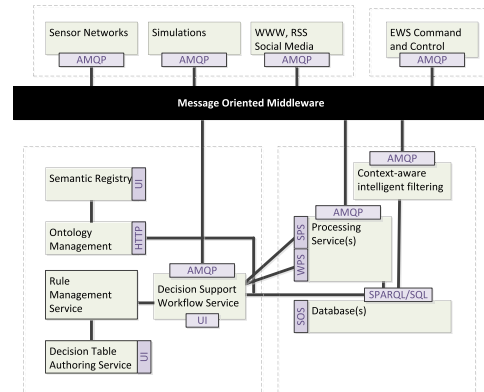 Sensor Networks
AMQP
Simulations
AMQP
WWW, RSS
Social Media
AMQP
EWS Command
and Control
AMQP
Message Oriented Middleware
AMQP
Context-aware
intelligent filtering
Semantic Registry
UI
Ontology
Management
HTTP
AMQP
Processing
Service(s)
SPS
WPS
AMQP
Decision Support
Workflow Service
UI
Rule
Management
Service
SPARQL/SQL
Database(s)
SOS
Decision Table
Authoring Service
UI